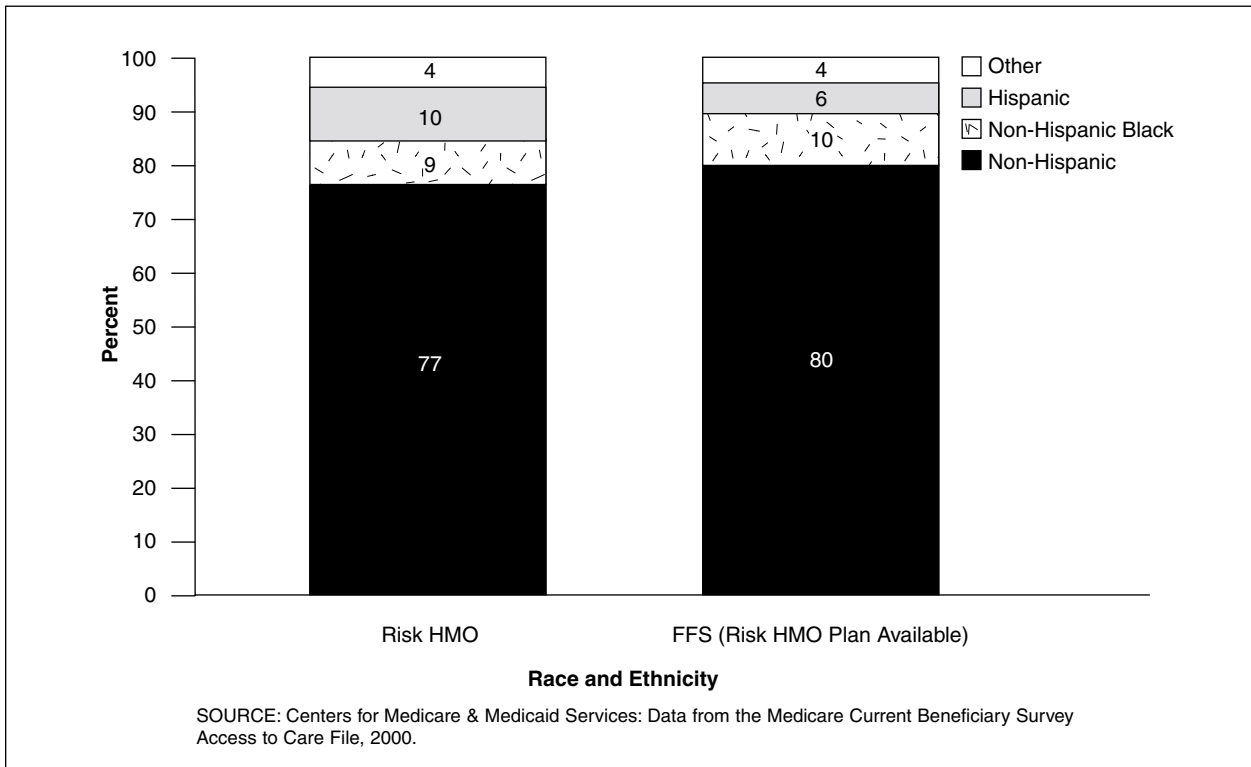 100
90
80
70
60
50
40
30
20
10
0
Percent
4
10
9
77
4
6
10
80
Other
Hispanic
Non-Hispanic Black
Non-Hispanic
Risk HMO
FFS (Risk HMO Plan Available)
Race and Ethnicity
SOURCE: Centers for Medicare & Medicaid Services: Data from the Medicare Current Beneficiary Survey
Access to Care File, 2000.